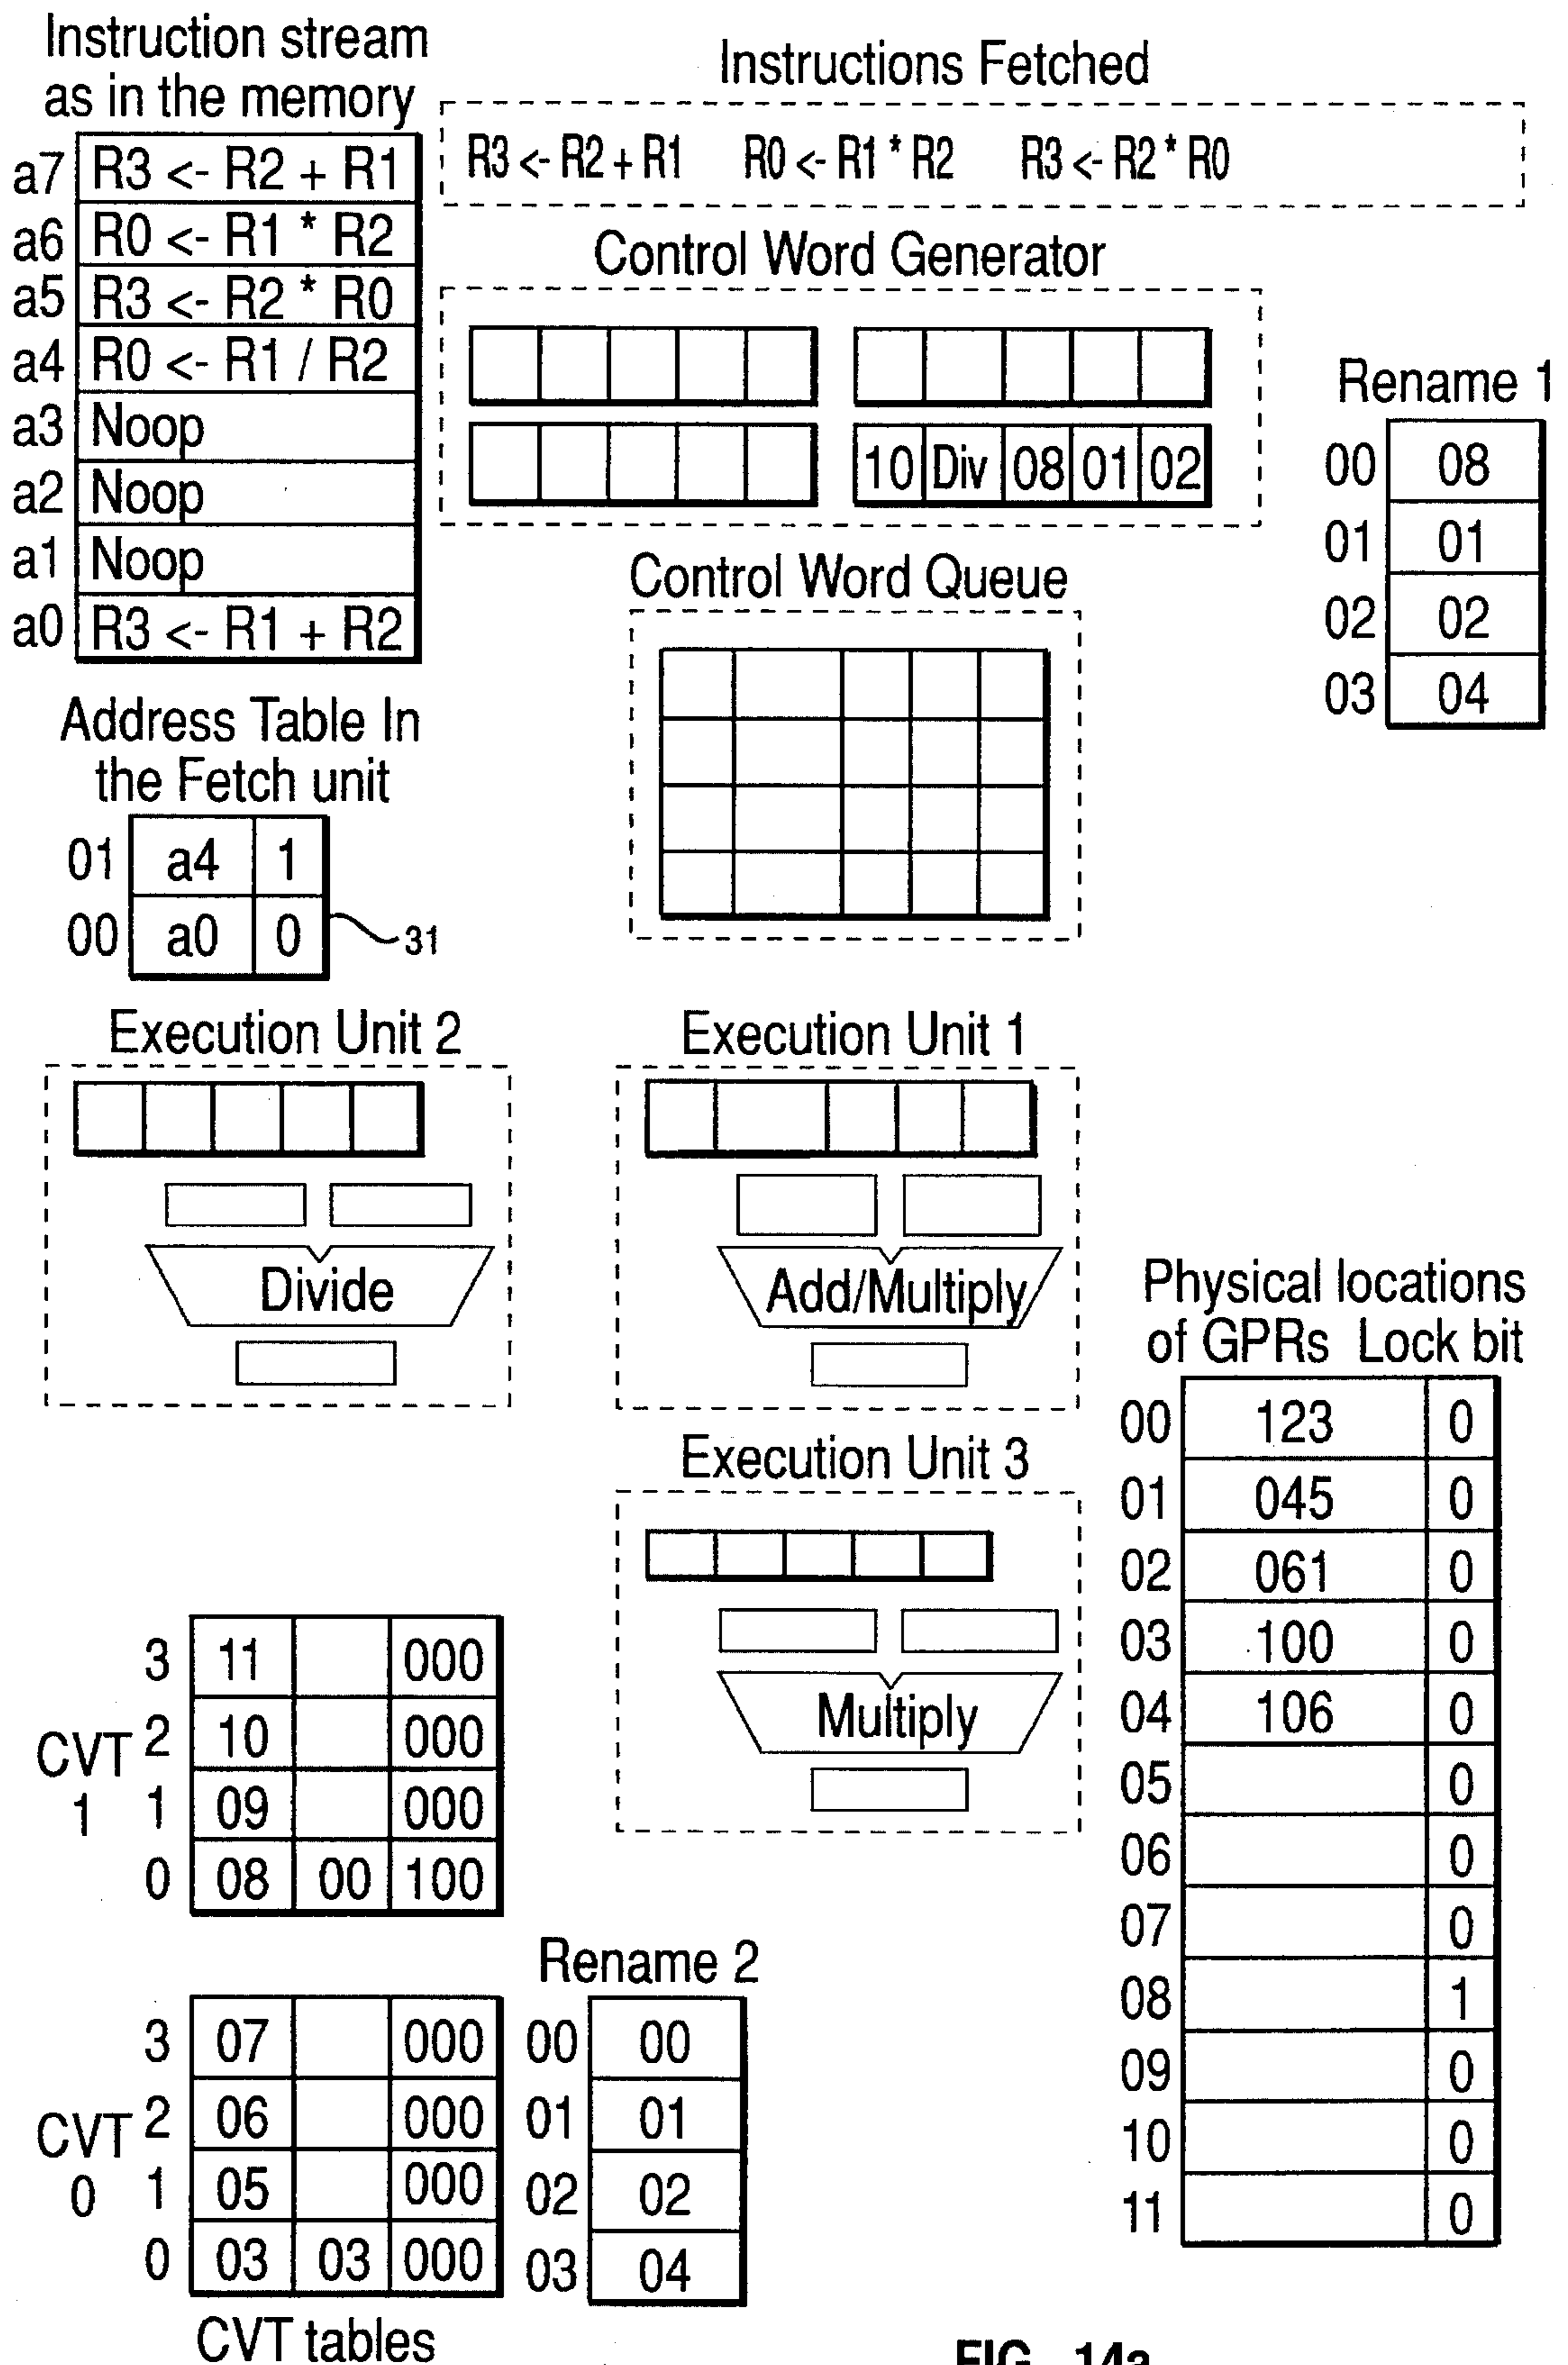 Instruction stream
as in the memory
a7 R3 <- R2 + R1
a6 R0 <- R1 * R2
a5 R3 <- R2 * R0
a4 R0 <- R1 / R2
a3 Noop
a2 Noop
a1 Noop
a0 R3 <- R1 + R2
Instructions Fetched
R3 <- R2 + R1 R0 <- R1 * R2 R3 <- R2 * R0
Control Word Generator
10 Div 08 01 02
Rename 1
00 08
01 01
02 02
03 04
Control Word Queue
Address Table In
the Fetch unit
01 a4 1
00 a0 0
31
Execution Unit 2
Divide
Execution Unit 1
Add/Multiply
Execution Unit 3
Multiply
Physical locations
of GPRs Lock bit
00 123 0
01 045 0
02 061 0
03 100 0
04 106 0
05 0
06 0
07 0
08 1
09 0
10 0
11 0
CVT
1
3 11 000
2 10 000
1 09 000
0 08 00 100
CVT
0
3 07 000
2 06 000
1 05 000
0 03 03 000
CVT tables
Rename 2
00 00
01 01
02 02
03 04
FIG. 14a